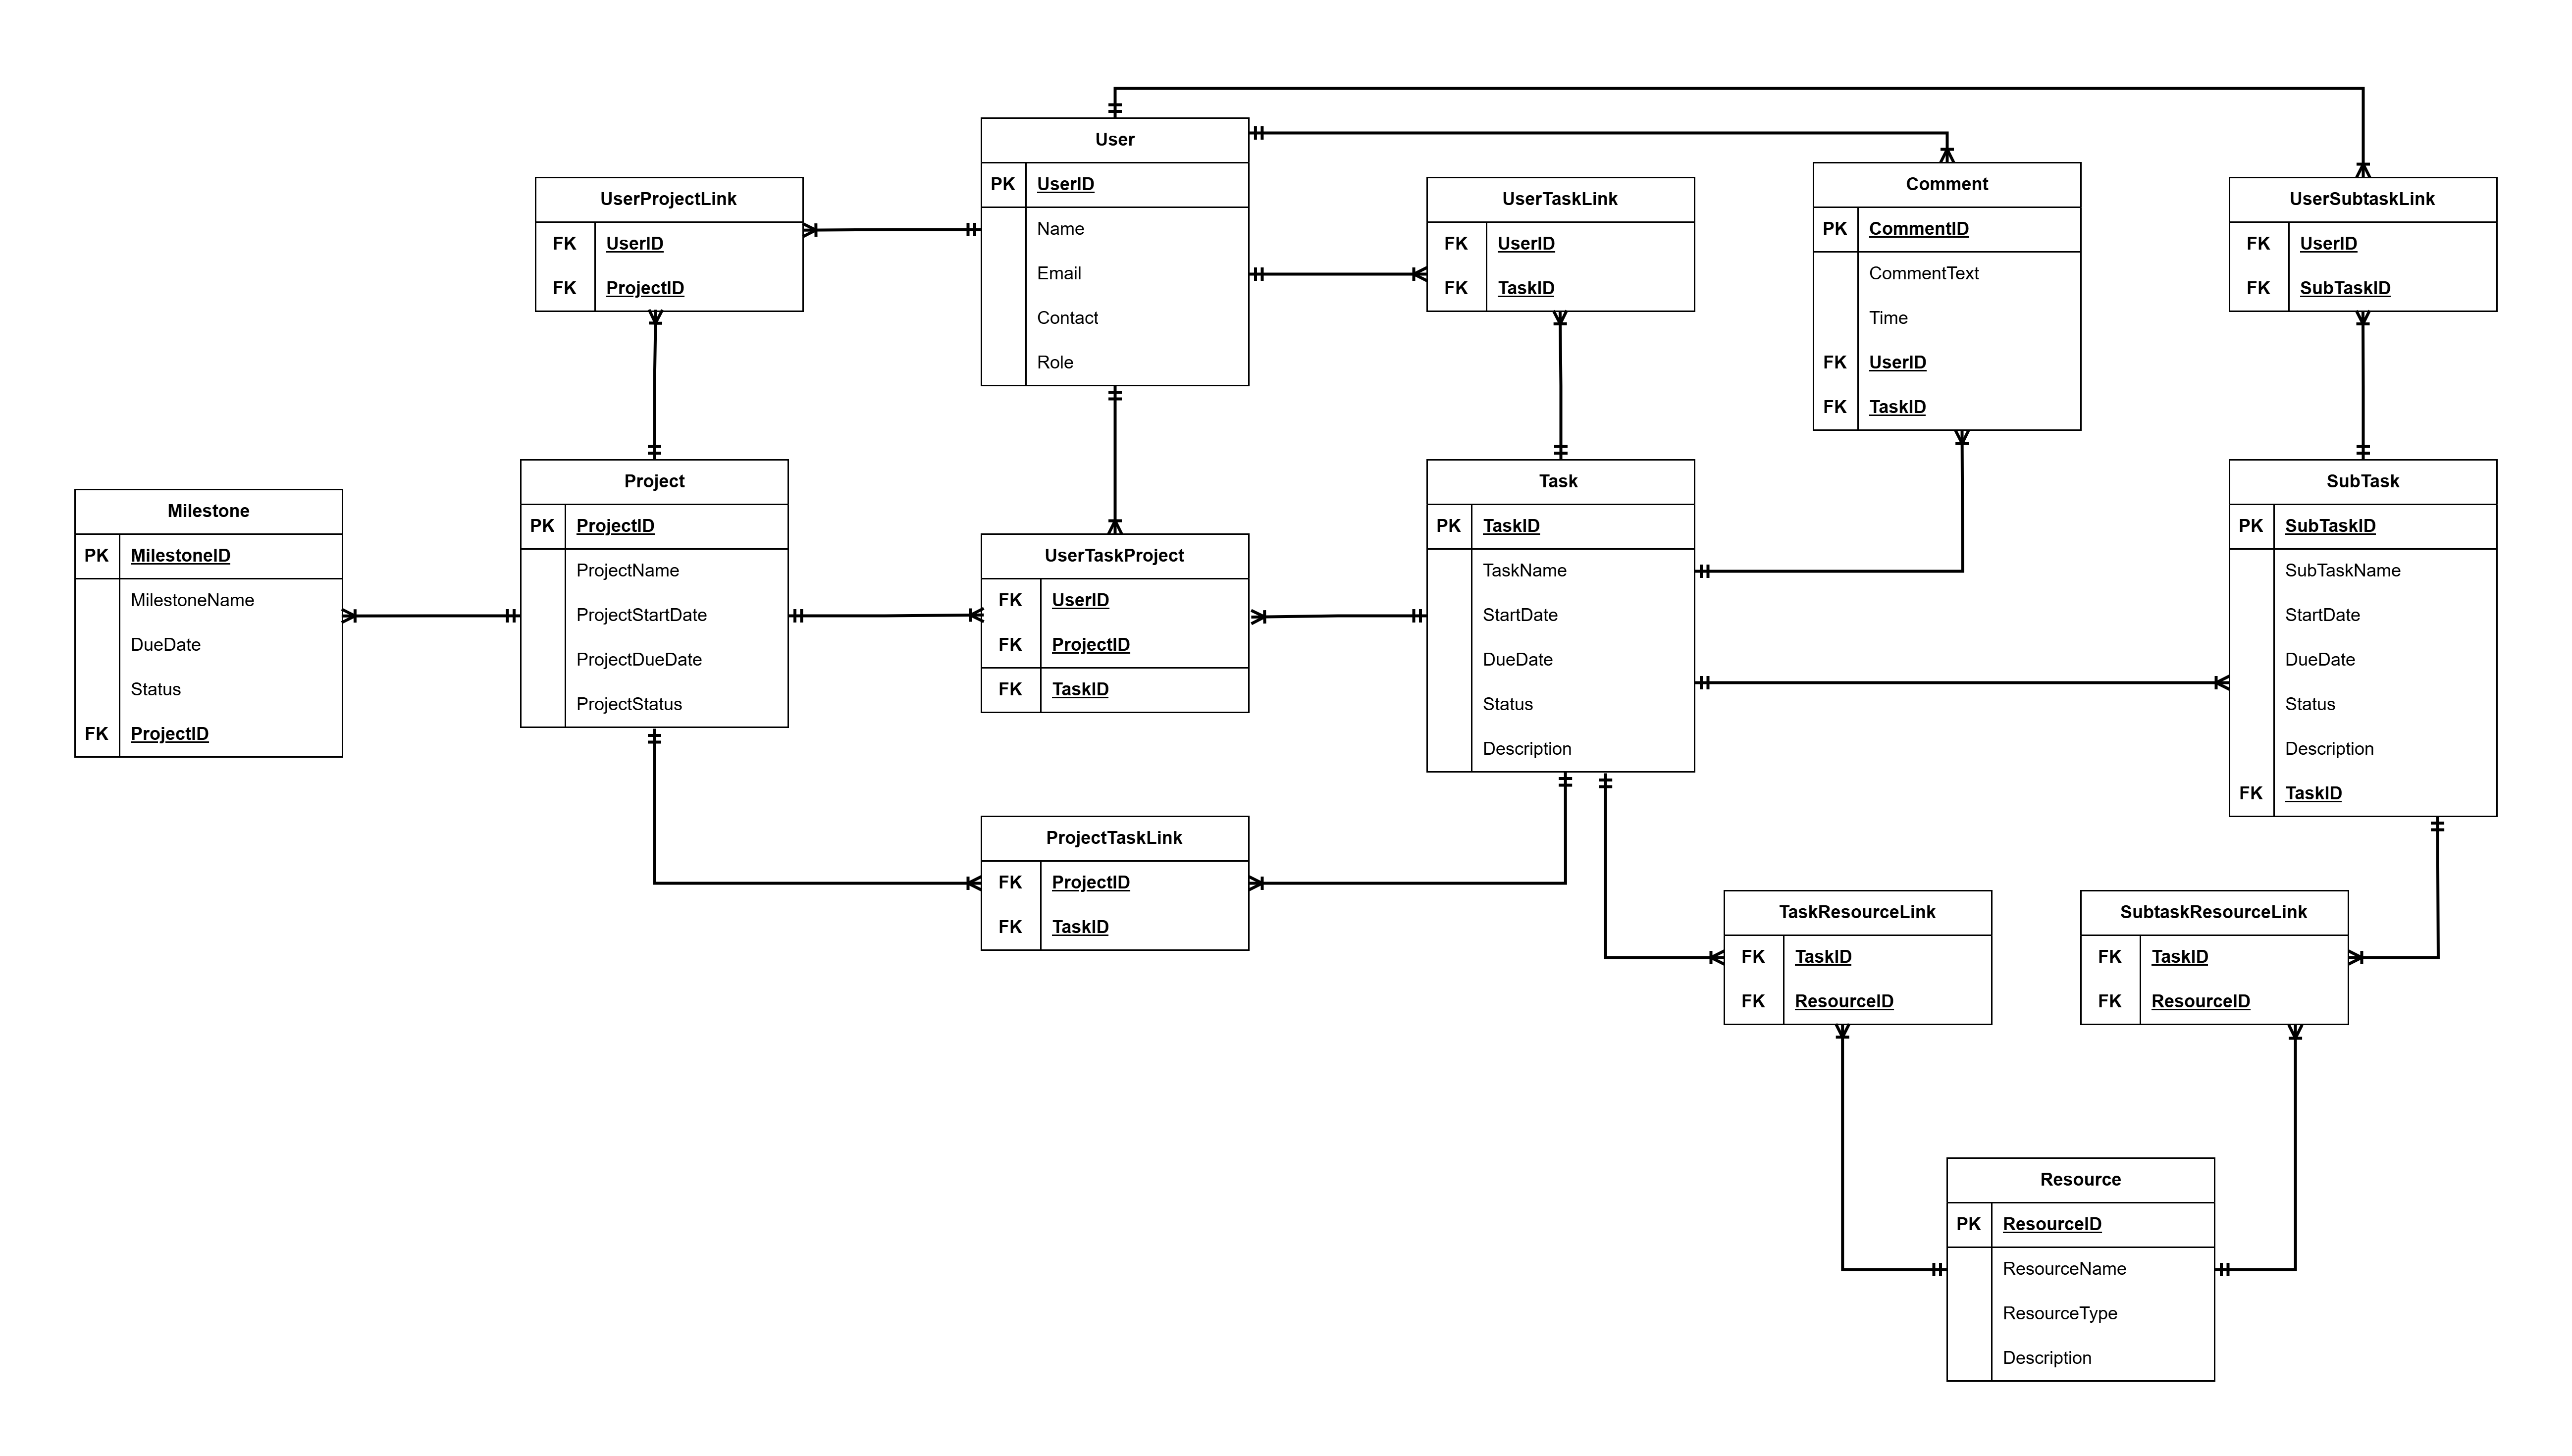 User
PK UserID
Name
Email
Contact
Role
UserProjectLink
FK UserID
FK ProjectID
UserTaskLink
FK UserID
FK TaskID
Comment
PK CommentID
CommentText
Time
FK UserID
FK TaskID
UserSubtaskLink
FK UserID
FK SubTaskID
Milestone
PK MilestoneID
MilestoneName
DueDate
Status
FK ProjectID
Project
PK ProjectID
ProjectName
ProjectStartDate
ProjectDueDate
ProjectStatus
UserTaskProject
FK UserID
FK ProjectID
FK TaskID
Task
PK TaskID
TaskName
StartDate
DueDate
Status
Description
SubTask
PK SubTaskID
SubTaskName
StartDate
DueDate
Status
Description
FK TaskID
ProjectTaskLink
FK ProjectID
FK TaskID
TaskResourceLink
FK TaskID
FK ResourceID
SubtaskResourceLink
FK TaskID
FK ResourceID
Resource
PK ResourceID
ResourceName
ResourceType
Description